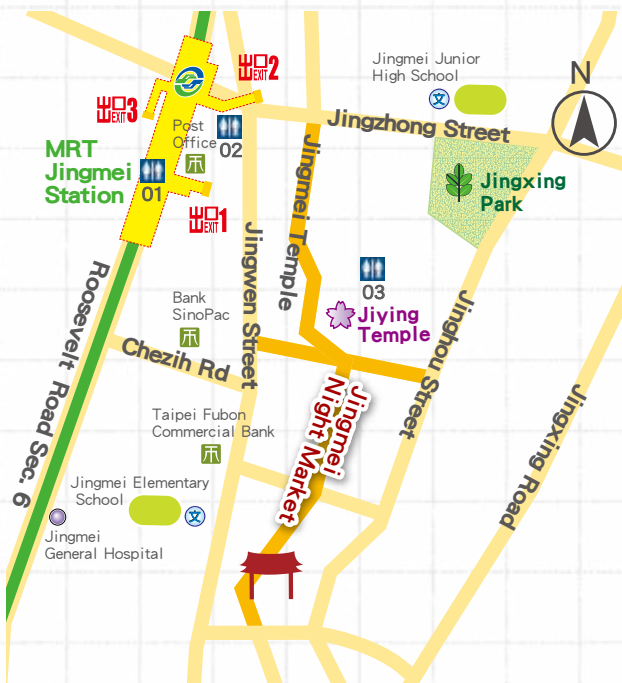 Jingmei Junior
High School
N
出口
EXIT 2
出口
EXIT 3
Post
Office
02
Jingzhong Street
MRT
Jingmei
Station
01
Jingxing
Park
出口
EXIT 1
Jingmei Temple
Jingwen Street
03
Roosevelt Road Sec. 6
Bank
SinoPac
Jiying
Temple
Chezih Rd
Jinghou Street
Jingxing Road
Jingmei
Night Market
Taipei Fubon
Commercial Bank
Jingmei Elementary
School
文
文
Jingmei
General Hospital